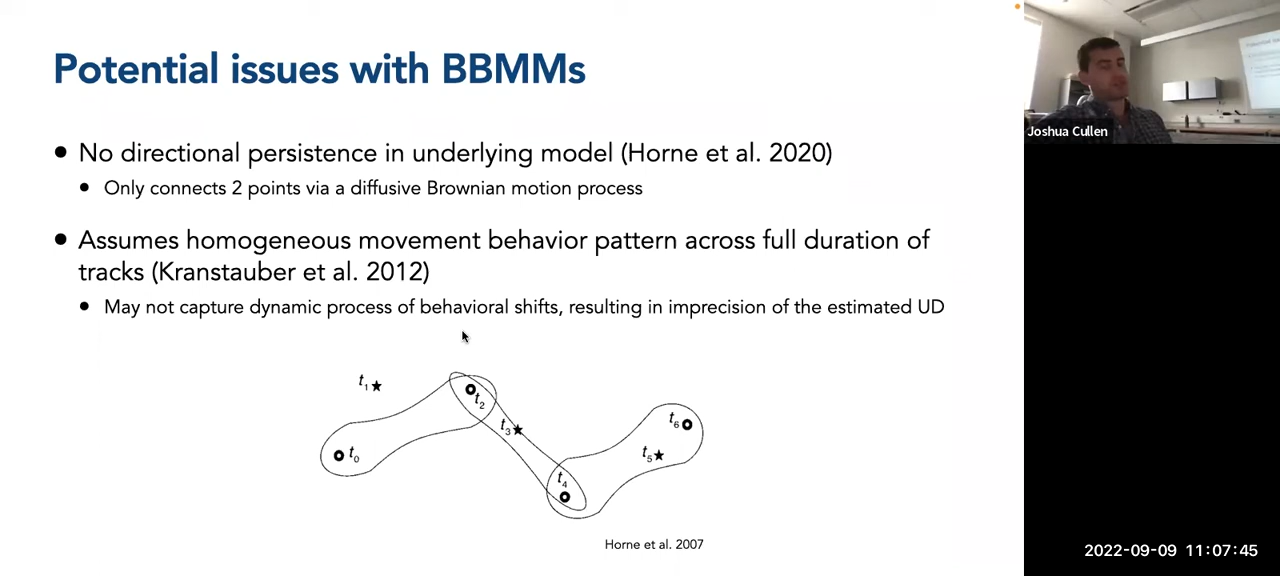 Potential issues with BBMMs
• No directional persistence in underlying model (Horne et al. 2020)
• Only connects 2 points via a diffusive Brownian motion process
• Assumes homogeneous movement behavior pattern across full duration of
tracks (Kranstauber et al. 2012)
• May not capture dynamic process of behavioral shifts, resulting in imprecision of the estimated UD
t1
t2
t3
t6
t0
t5
t4
Horne et al. 2007
Joshua Cullen
2022-09-09 11:07:45